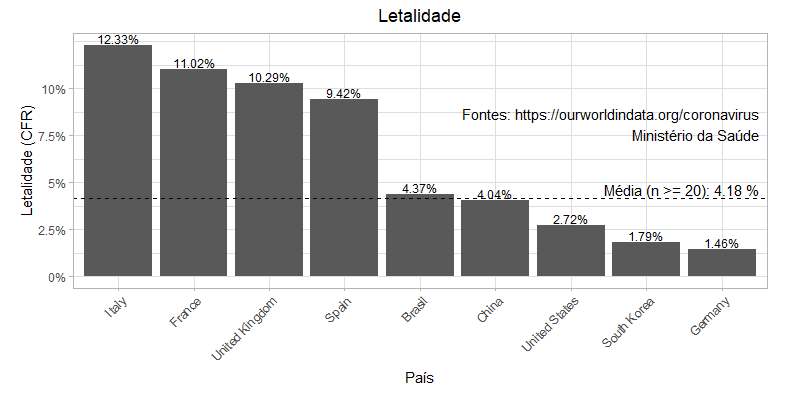 Letalidade
12.33%
11.02%
10.29%
9.42%
4.37%
4.04%
2.72%
1.79%
1.46%
Fontes: https://ourworldindata.org/coronavirus
Ministério da Saúde
Média (n >= 20): 4.18 %
Letalidade (CFR)
10%
7.5%
5%
2.5%
0%
Italy
France
United Kingdom
Spain
Brasil
China
United States
South Korea
Germany
País